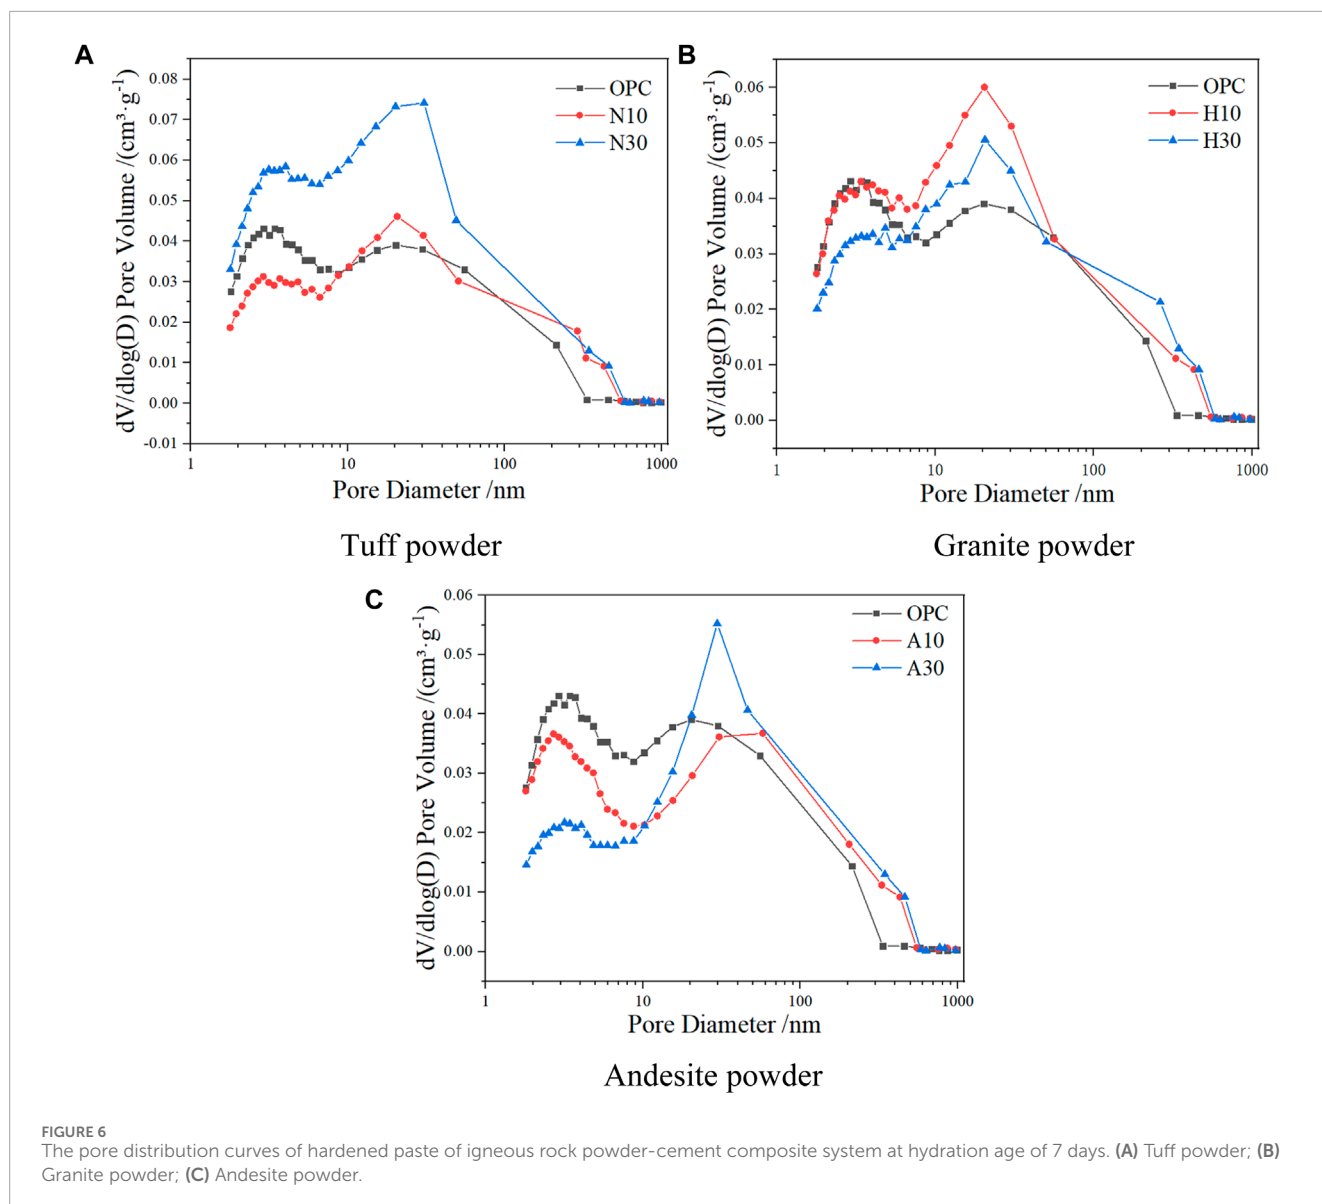 A
dV/dlog(D) Pore Volume /(cm³·g⁻¹)
0.08
0.07
0.06
0.05
0.04
0.03
0.02
0.01
0.00
-0.01
OPC
N10
N30
1 10 100 1000
Pore Diameter /nm
Tuff powder
B
dV/dlog(D) Pore Volume /(cm³·g⁻¹)
0.06
0.05
0.04
0.03
0.02
0.01
0.00
OPC
H10
H30
1 10 100 1000
Pore Diameter /nm
Granite powder
C
dV/dlog(D) Pore Volume /(cm³·g⁻¹)
0.06
0.05
0.04
0.03
0.02
0.01
0.00
OPC
A10
A30
1 10 100 1000
Pore Diameter /nm
Andesite powder
FIGURE 6
The pore distribution curves of hardened paste of igneous rock powder-cement composite system at hydration age of 7 days. (A) Tuff powder; (B)
Granite powder; (C) Andesite powder.